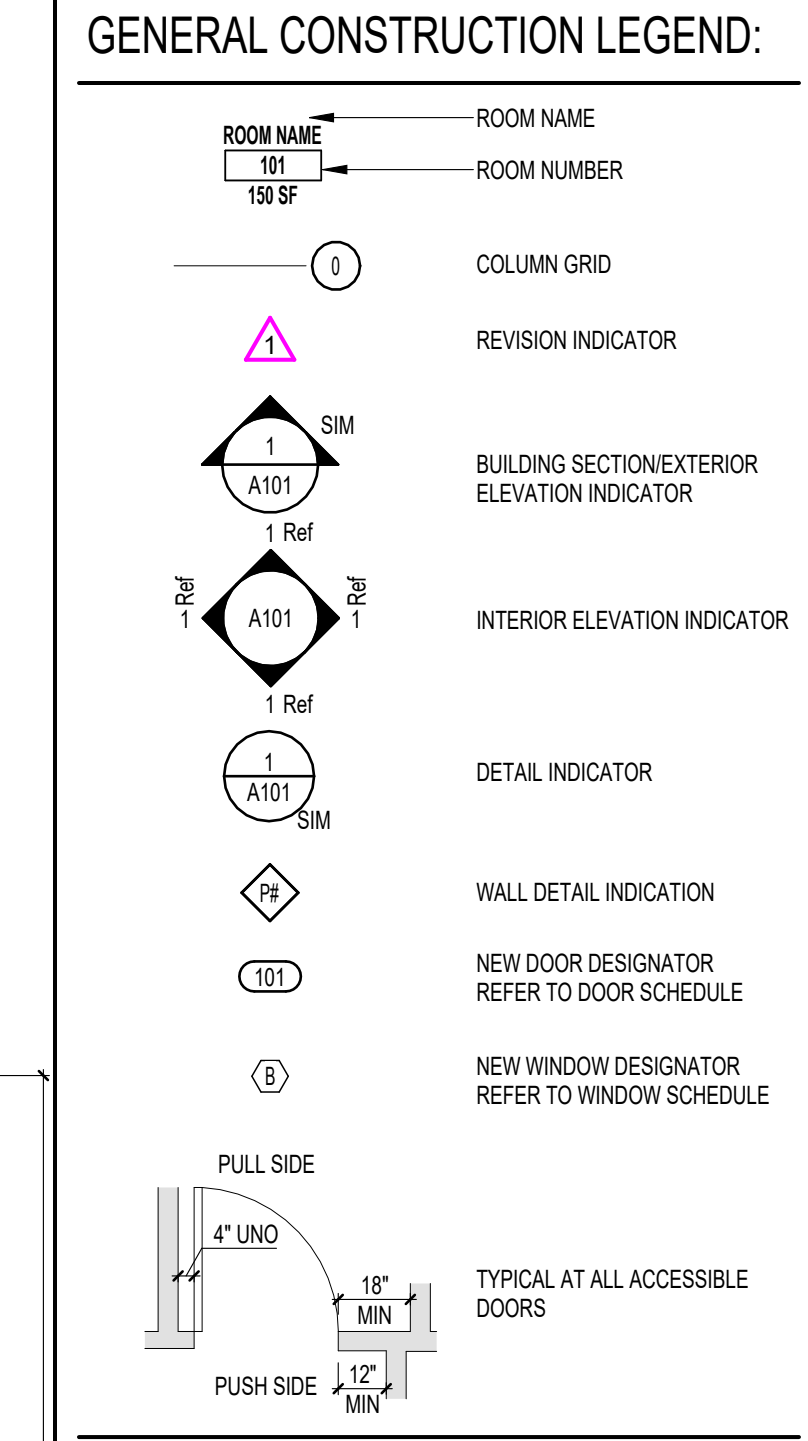 GENERAL CONSTRUCTION LEGEND:
ROOM NAME
ROOM NAME
101
ROOM NUMBER
150 SF
0
COLUMN GRID
1
REVISION INDICATOR
SIM
1
A101
BUILDING SECTION/EXTERIOR
ELEVATION INDICATOR
1 Ref
1 Ref
A101
1 Ref
INTERIOR ELEVATION INDICATOR
1 Ref
1
A101
SIM
DETAIL INDICATOR
P#
WALL DETAIL INDICATION
101
NEW DOOR DESIGNATOR
REFER TO DOOR SCHEDULE
B
NEW WINDOW DESIGNATOR
REFER TO WINDOW SCHEDULE
PULL SIDE
4" UNO
18"
MIN
TYPICAL AT ALL ACCESSIBLE
DOORS
PUSH SIDE
12"
MIN